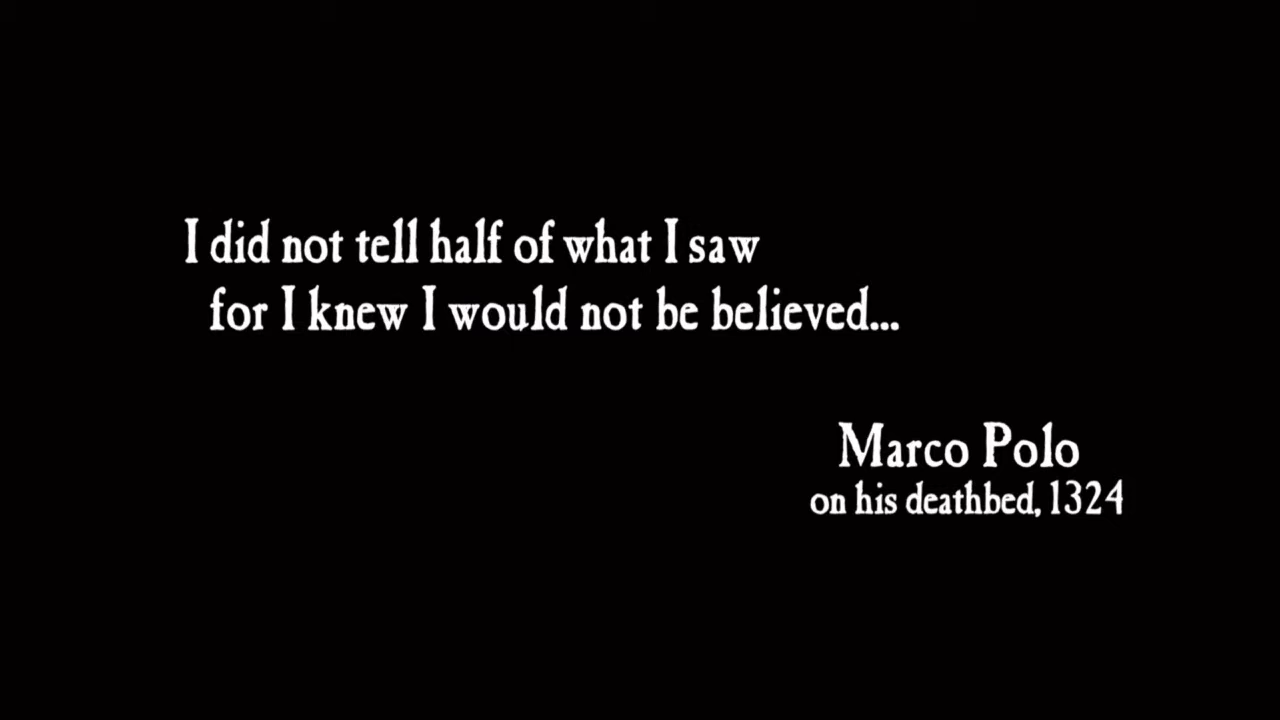 I did not tell half of what I saw
for I knew I would not be believed...
Marco Polo
on his deathbed, 1324